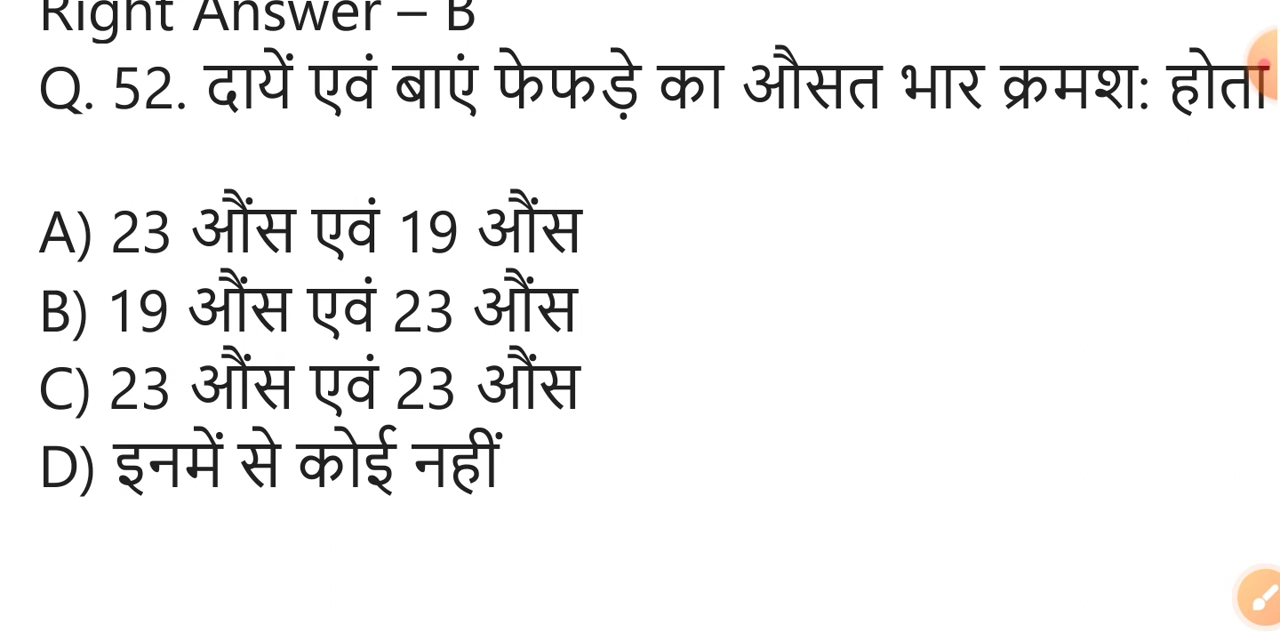 Right Answer – B
Q. 52. दायें एवं बाएं फेफड़े का औसत भार क्रमश: होता
A) 23 औंस एवं 19 औंस
B) 19 औंस एवं 23 औंस
C) 23 औंस एवं 23 औंस
D) इनमें से कोई नहीं